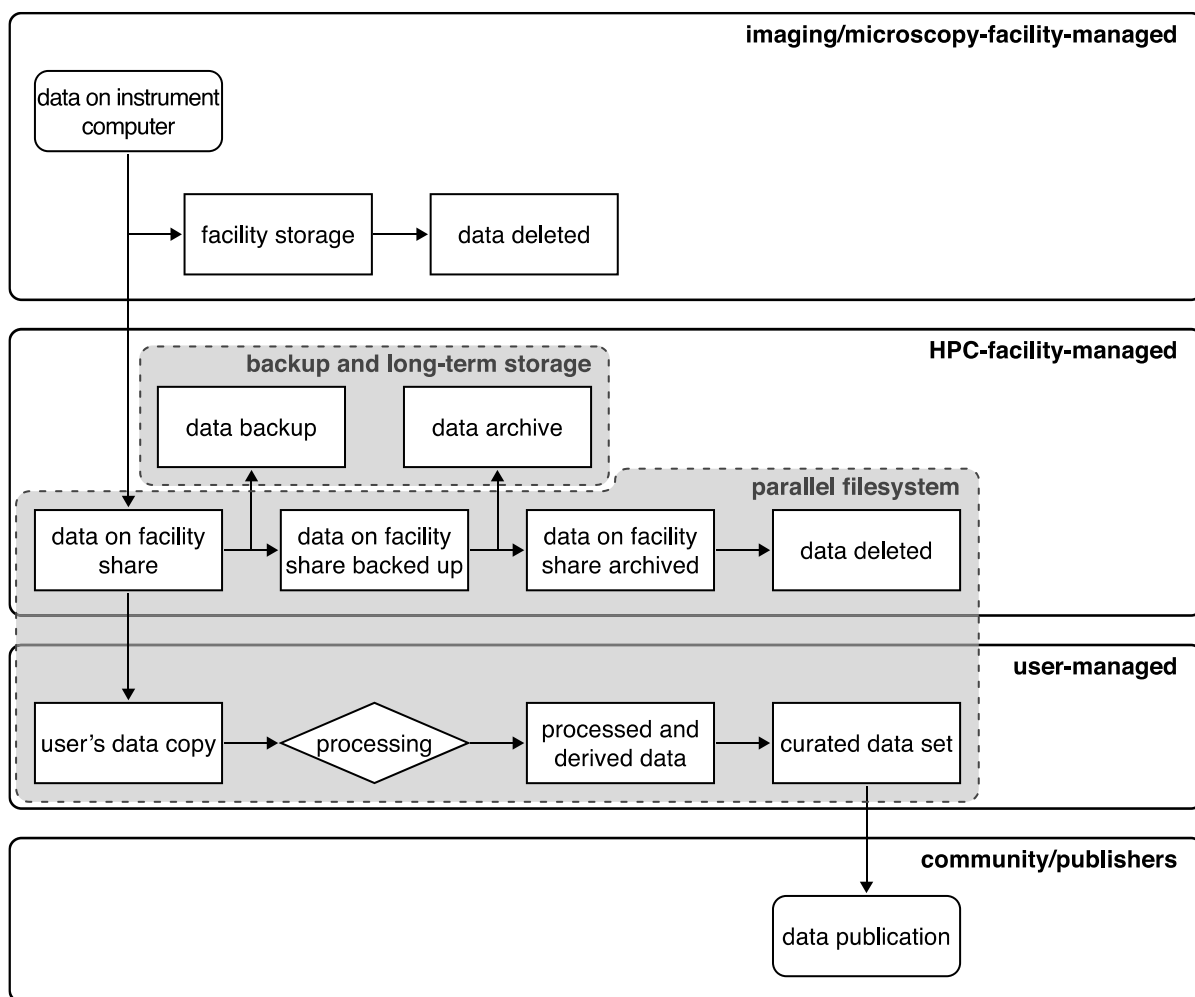 imaging/microscopy-facility-managed
data on instrument
computer
facility storage
data deleted
HPC-facility-managed
backup and long-term storage
data backup
data archive
parallel filesystem
data on facility
share
data on facility
share backed up
data on facility
share archived
data deleted
user-managed
user’s data copy
processing
processed and
derived data
curated data set
community/publishers
data publication